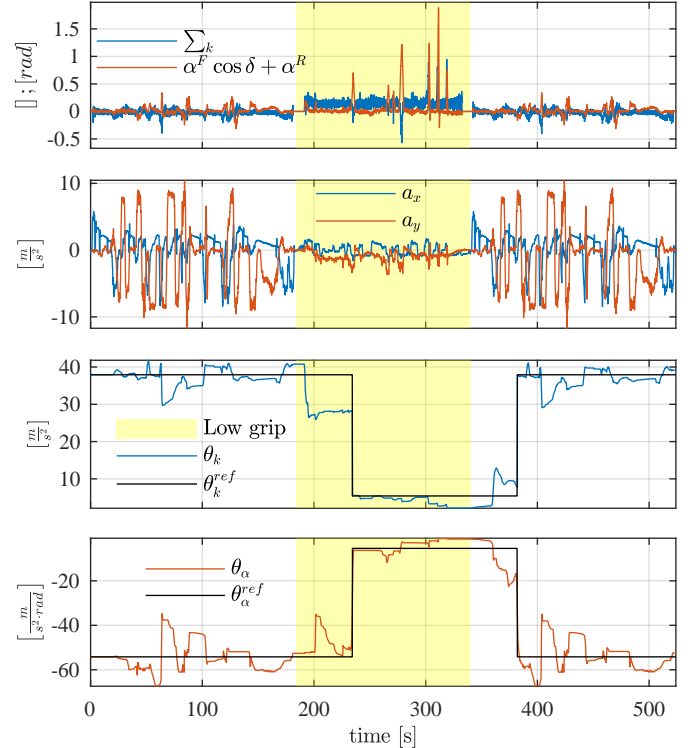 1.5
1
0.5
0
-0.5
[] ; [rad]
∑_k
α^F cos δ + α^R
10
0
-10
[m/s²]
a_x
a_y
40
30
20
10
[m/s²]
Low grip
θ_k
θ_k^{ref}
-20
-40
-60
[m/s²·rad]
θ_α
θ_α^{ref}
0 100 200 300 400 500
time [s]